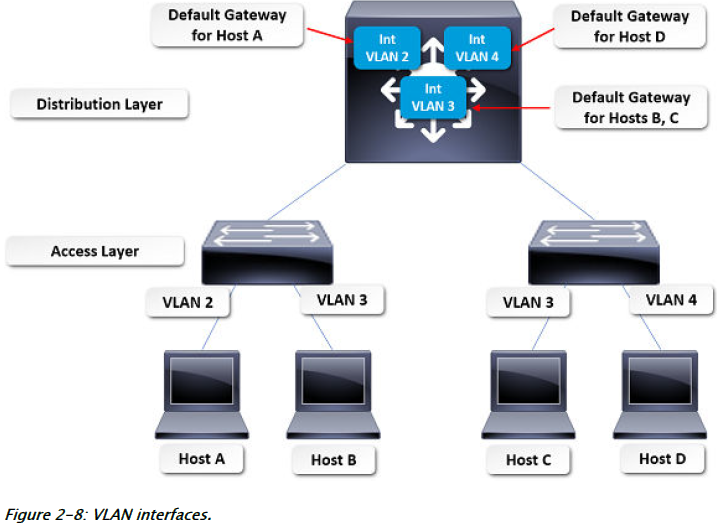 Default Gateway
for Host A
Int
VLAN 2
Int
VLAN 4
Default Gateway
for Host D
Int
VLAN 3
Distribution Layer
Default Gateway
for Hosts B, C
Access Layer
VLAN 2
VLAN 3
VLAN 3
VLAN 4
Host A
Host B
Host C
Host D
Figure 2-8: VLAN interfaces.